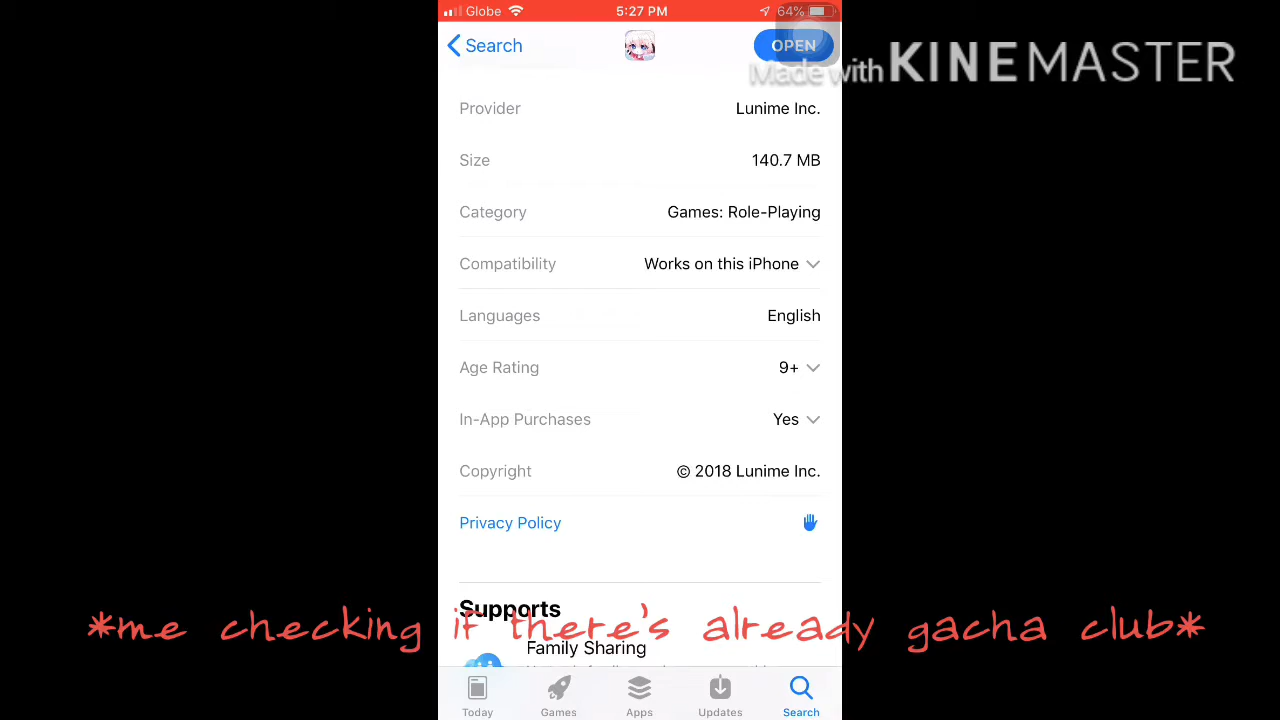 Globe 5:27 PM 64%
Search OPEN
Made with KINEMASTER
Provider Lunime Inc.
Size 140.7 MB
Category Games: Role-Playing
Compatibility Works on this iPhone
Languages English
Age Rating 9+
In-App Purchases Yes
Copyright © 2018 Lunime Inc.
Privacy Policy
Supports
*me checking if there's already gacha club*
Family Sharing
Today Games Apps Updates Search